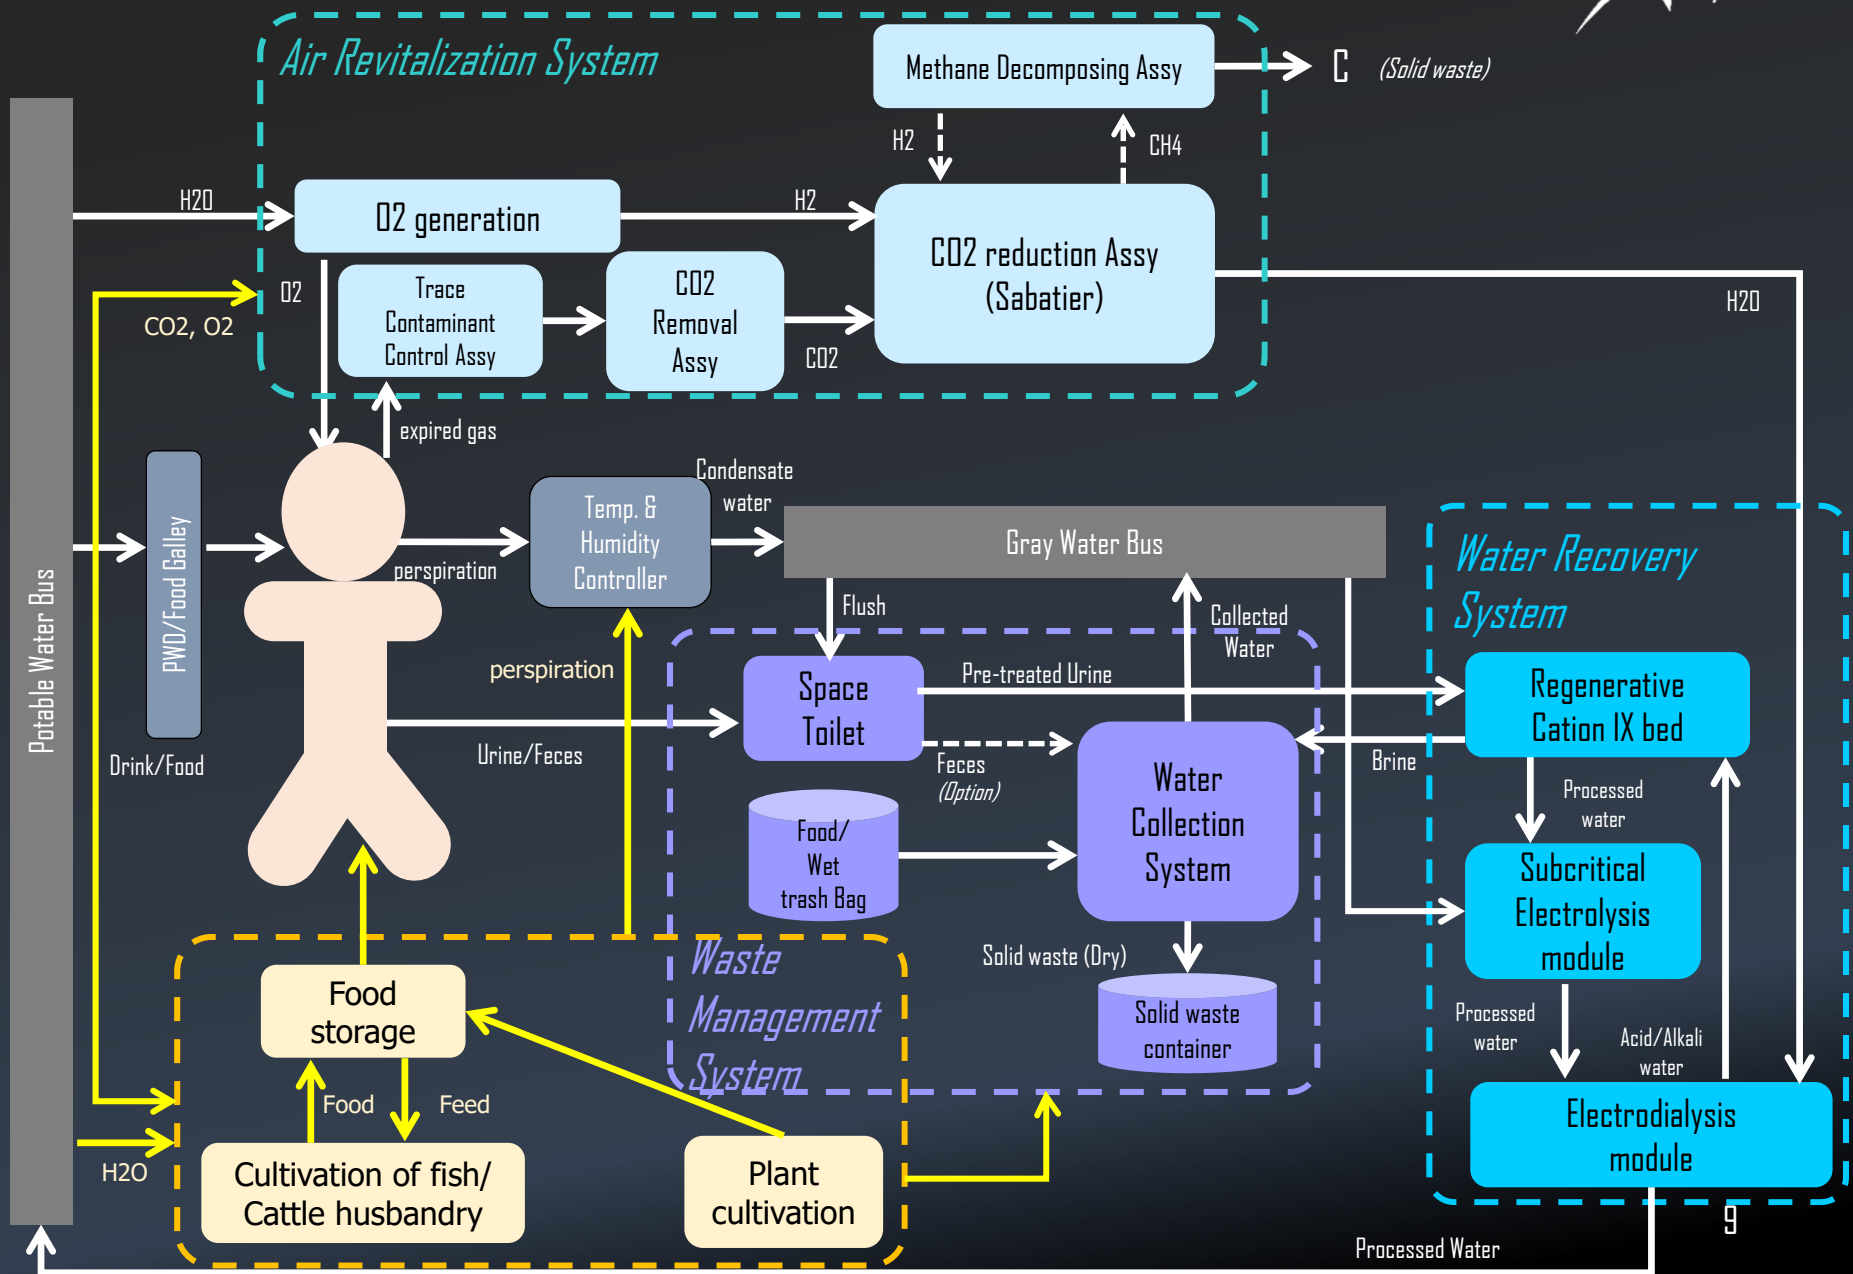 Air Revitalization System
Methane Decomposing Assy
C
(Solid waste)
H2
CH4
H2O
O2 generation
H2
CO2 reduction Assy
(Sabatier)
CO2, O2
O2
Trace
Contaminant
Control Assy
CO2
Removal
Assy
CO2
H2O
expired gas
Potable Water Bus
PWD/Food Galley
Drink/Food
perspiration
Temp. &
Humidity
Controller
Condensate
water
Gray Water Bus
Flush
Collected
Water
Water Recovery
System
perspiration
Urine/Feces
Space
Toilet
Pre-treated Urine
Feces
(Option)
Brine
Regenerative
Cation IX bed
Processed
water
Food/
Wet
trash Bag
Water
Collection
System
Subcritical
Electrolysis
module
Waste
Management
System
Solid waste (Dry)
Solid waste
container
Processed
water
Acid/Alkali
water
Electrodialysis
module
Food
storage
Food
Feed
H2O
Cultivation of fish/
Cattle husbandry
Plant
cultivation
Processed Water
9